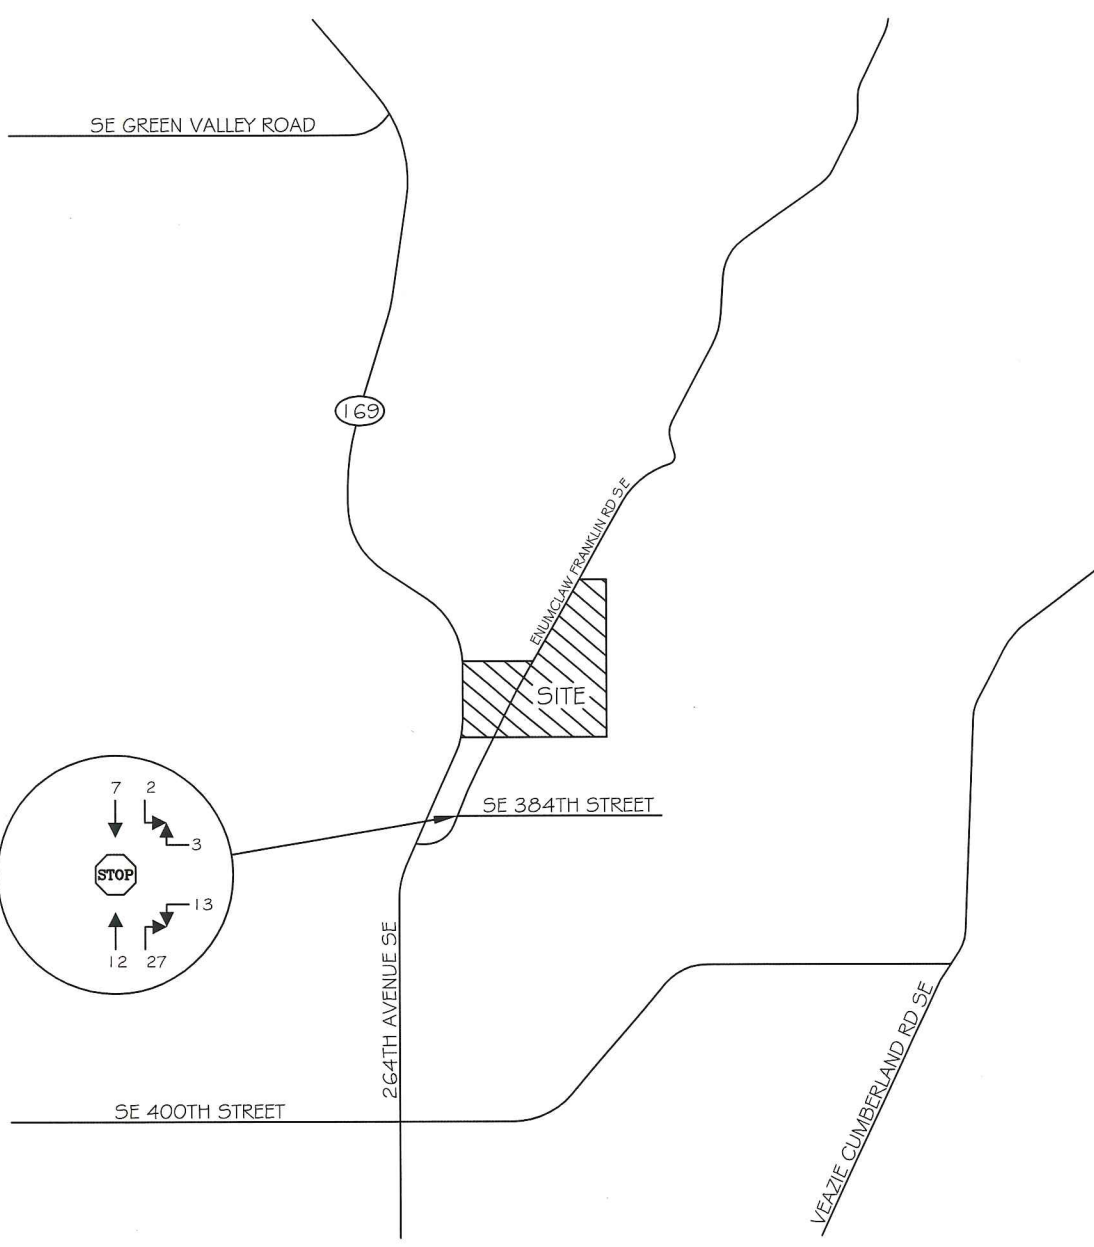 SE GREEN VALLEY ROAD
169
ENUMCLAW FRANKLIN RD SE
SITE
SE 384TH STREET
7 2
3
STOP
13
12 27
264TH AVENUE SE
VEAZIE CUMBERLAND RD SE
SE 400TH STREET